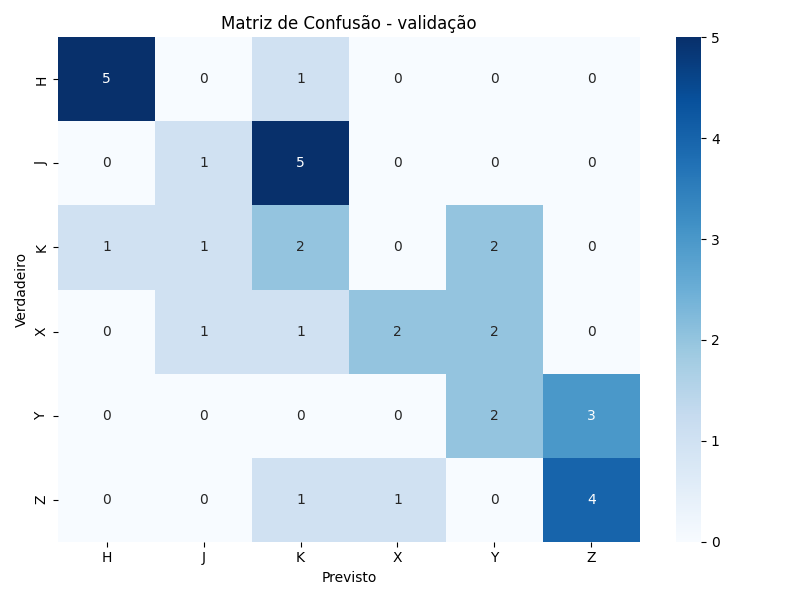 Matriz de Confusão - validação
H 5 0 1 0 0 0
J 0 1 5 0 0 0
K 1 1 2 0 2 0
X 0 1 1 2 2 0
Y 0 0 0 0 2 3
Z 0 0 1 1 0 4
H J K X Y Z
Previsto
Verdadeiro
5
4
3
2
1
0